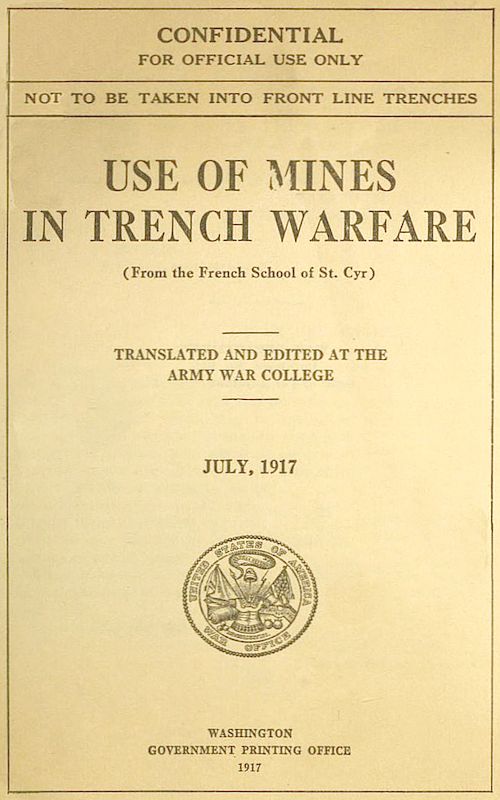 CONFIDENTIAL
FOR OFFICIAL USE ONLY
NOT TO BE TAKEN INTO FRONT LINE TRENCHES
USE OF MINES
IN TRENCH WARFARE
(From the French School of St. Cyr)
TRANSLATED AND EDITED AT THE
ARMY WAR COLLEGE
JULY, 1917
UNITED STATES OF AMERICA
WAR OFFICE
WASHINGTON
GOVERNMENT PRINTING OFFICE
1917